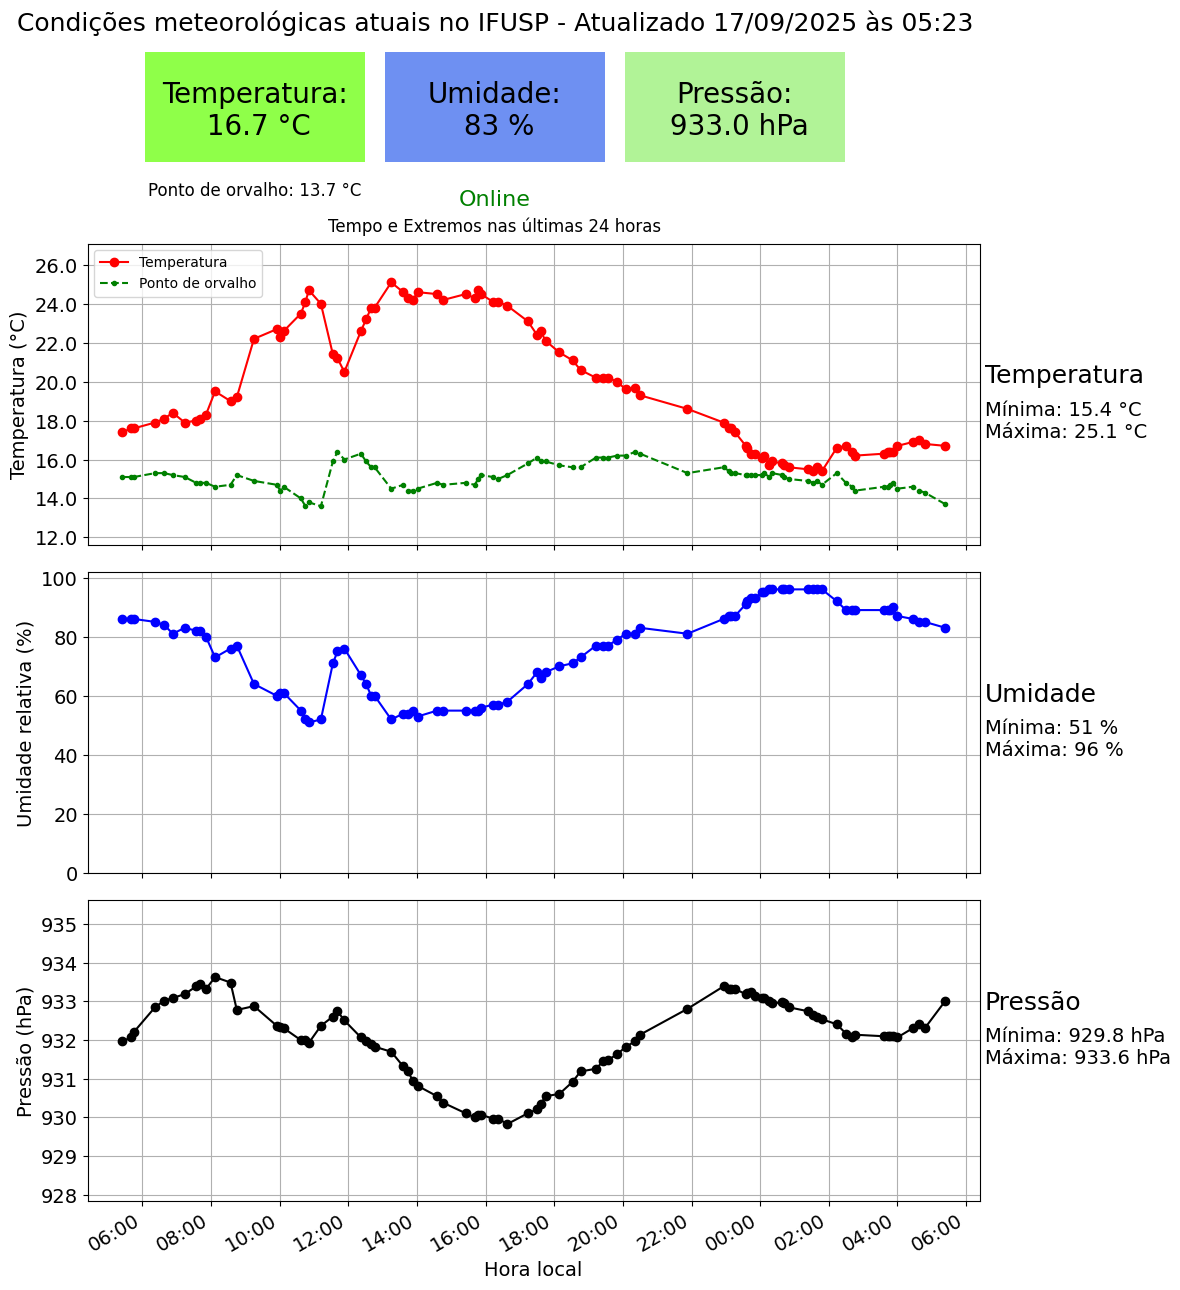 Condições meteorológicas atuais no IFUSP - Atualizado 17/09/2025 às 05:23
Temperatura:
16.7 °C
Umidade:
83 %
Pressão:
933.0 hPa
Ponto de orvalho: 13.7 °C
Online
Tempo e Extremos nas últimas 24 horas
Temperatura
Ponto de orvalho
Temperatura (°C)
26.0
24.0
22.0
20.0
18.0
16.0
14.0
12.0
Temperatura
Mínima: 15.4 °C
Máxima: 25.1 °C
Umidade relativa (%)
100
80
60
40
20
0
Umidade
Mínima: 51 %
Máxima: 96 %
Pressão (hPa)
935
934
933
932
931
930
929
928
Pressão
Mínima: 929.8 hPa
Máxima: 933.6 hPa
06:00
08:00
10:00
12:00
14:00
16:00
18:00
20:00
22:00
00:00
02:00
04:00
06:00
Hora local